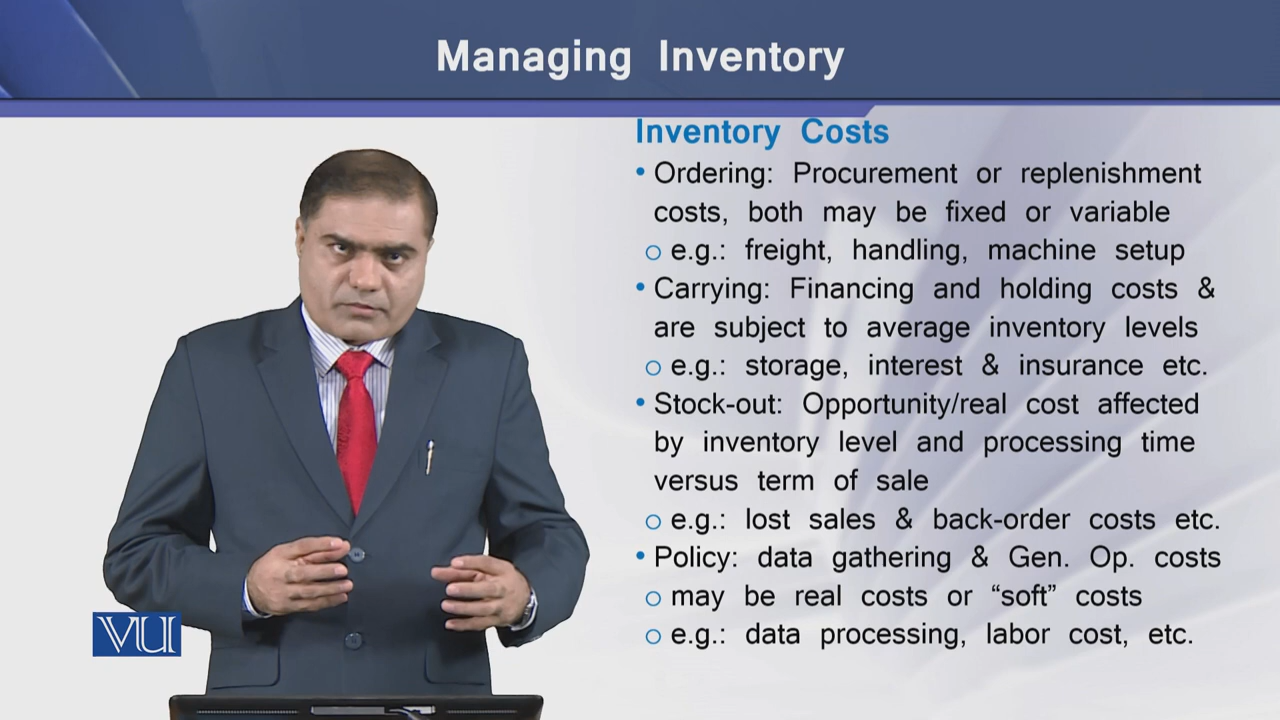 Managing Inventory
Inventory Costs
• Ordering: Procurement or replenishment
costs, both may be fixed or variable
o e.g.: freight, handling, machine setup
• Carrying: Financing and holding costs &
are subject to average inventory levels
o e.g.: storage, interest & insurance etc.
• Stock-out: Opportunity/real cost affected
by inventory level and processing time
versus term of sale
o e.g.: lost sales & back-order costs etc.
• Policy: data gathering & Gen. Op. costs
o may be real costs or “soft” costs
o e.g.: data processing, labor cost, etc.
VU